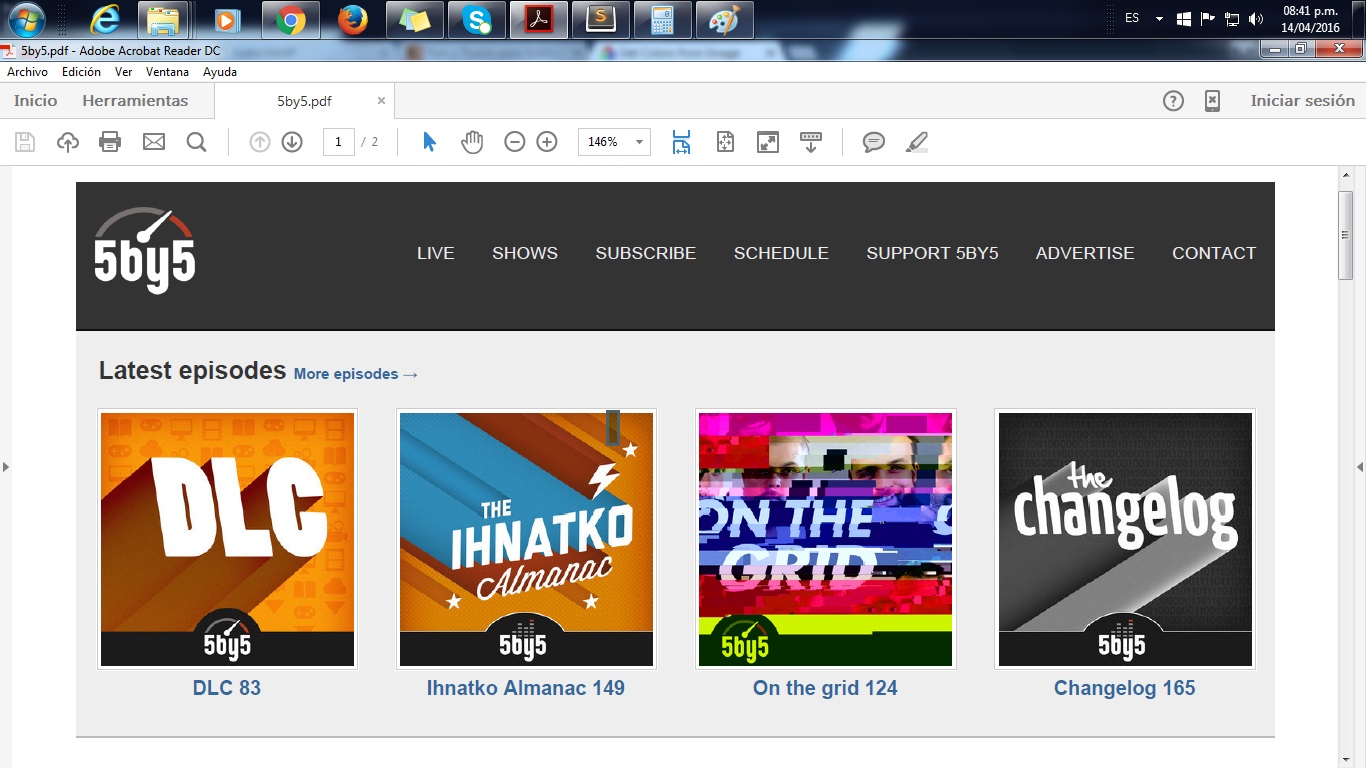 08:41 p.m.
ES
14/04/2016
5by5.pdf - Adobe Acrobat Reader DC
Archivo Edición Ver Ventana Ayuda
Inicio Herramientas 5by5.pdf × Iniciar sesión
1 / 2 146%
5by5
LIVE SHOWS SUBSCRIBE SCHEDULE SUPPORT 5BY5 ADVERTISE CONTACT
Latest episodes More episodes →
DLC
5by5
THE
IHNATKO
Almanac
5by5
ON THE
GRID
5by5
the
changelog
5by5
DLC 83 Ihnatko Almanac 149 On the grid 124 Changelog 165